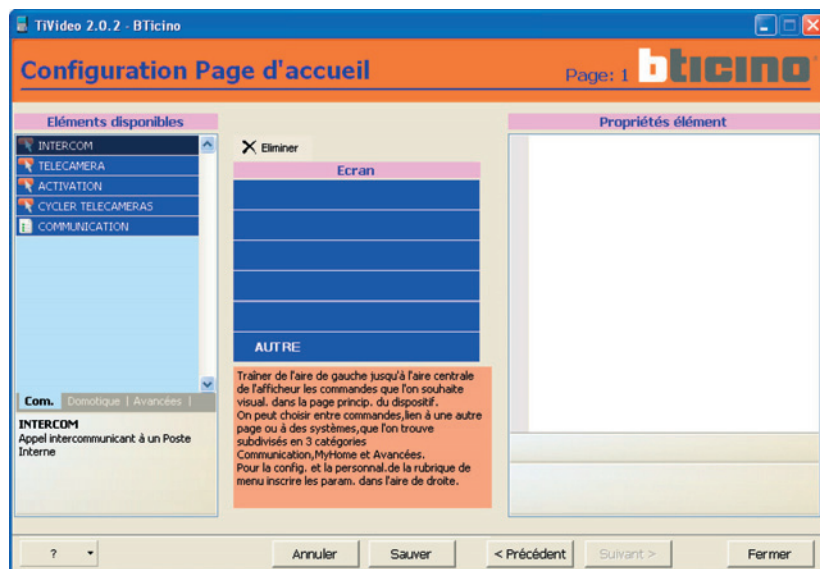 TiVideo 2.0.2 - BTicino
Configuration Page d'accueil
Page: 1
bticino
Eléments disponibles
INTERCOM
TELECAMERA
ACTIVATION
CYCLER TELECAMERAS
COMMUNICATION
Com. Domotique | Avancées |
INTERCOM
Appel intercommunicant à un Poste
Interne
Eliminer
Ecran
AUTRE
Traîner de l'aire de gauche jusqu'à l'aire centrale
de l'afficheur les commandes que l'on souhaite
visual. dans la page princip. du dispositif.
On peut choisir entre commandes,lien à une autre
page ou à des systèmes,que l'on trouve
subdivisés en 3 catégories
Communication,MyHome et Avancées.
Pour la config. et la personnal.de la rubrique de
menu inscrire les param. dans l'aire de droite.
Propriétés élément
?
Annuler
Sauver
< Précédent
Suivant >
Fermer